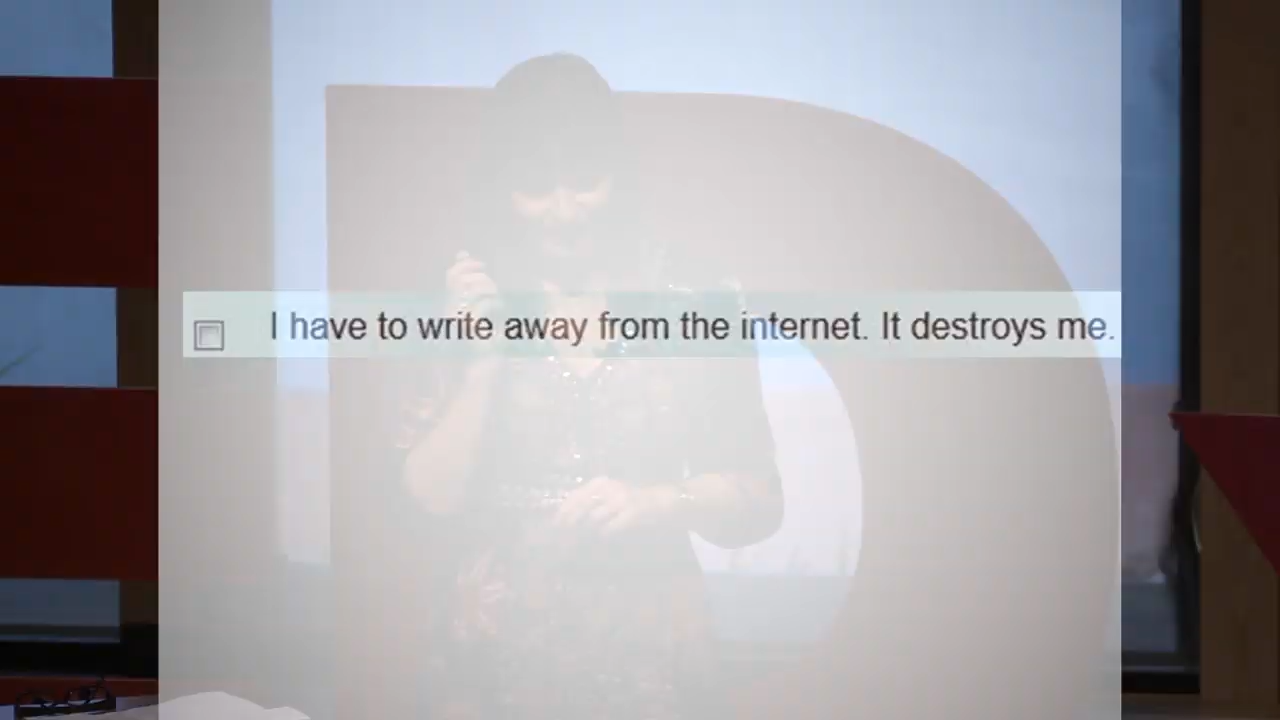 I have to write away from the internet. It destroys me.